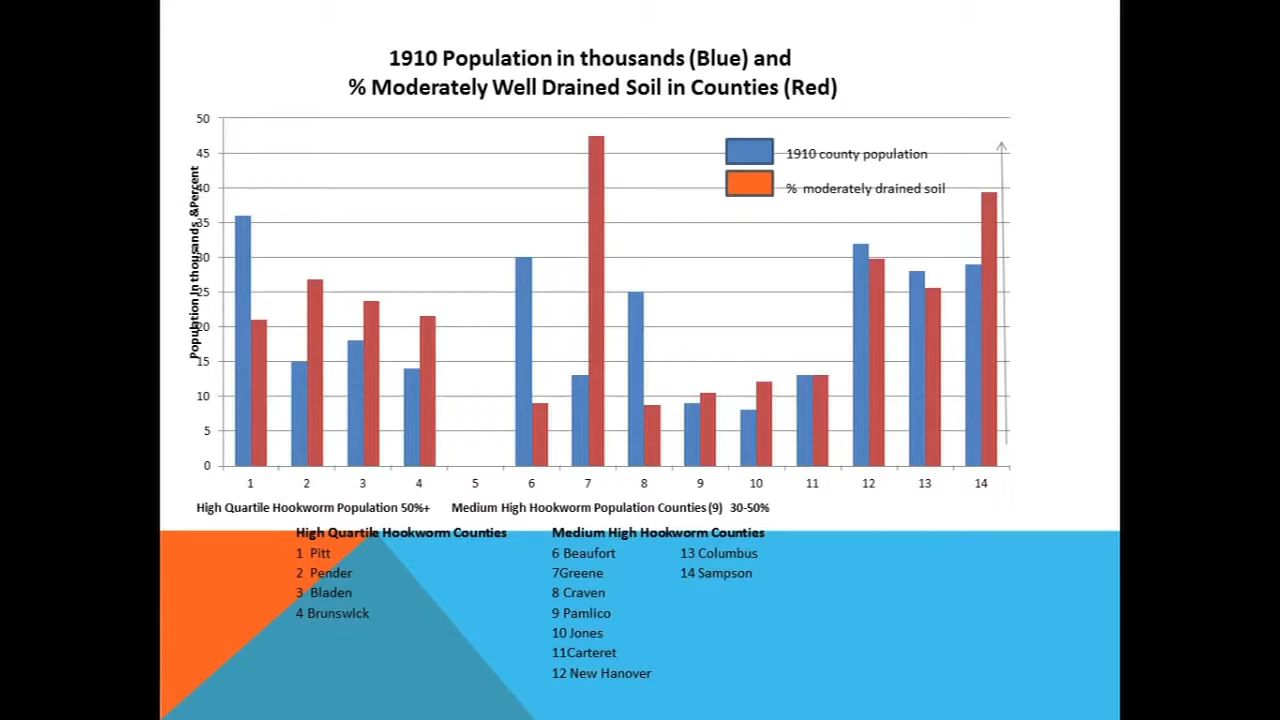 1910 Population in thousands (Blue) and
% Moderately Well Drained Soil in Counties (Red)
50
45
40
35
30
25
20
15
10
5
0
Population In thousands &Percent
1910 county population
% moderately drained soil
1 2 3 4 5 6 7 8 9 10 11 12 13 14
High Quartile Hookworm Population 50%+ Medium High Hookworm Population Counties (9) 30-50%
High Quartile Hookworm Counties
1 Pitt
2 Pender
3 Bladen
4 Brunswick
Medium High Hookworm Counties
6 Beaufort
7Greene
8 Craven
9 Pamlico
10 Jones
11Carteret
12 New Hanover
13 Columbus
14 Sampson